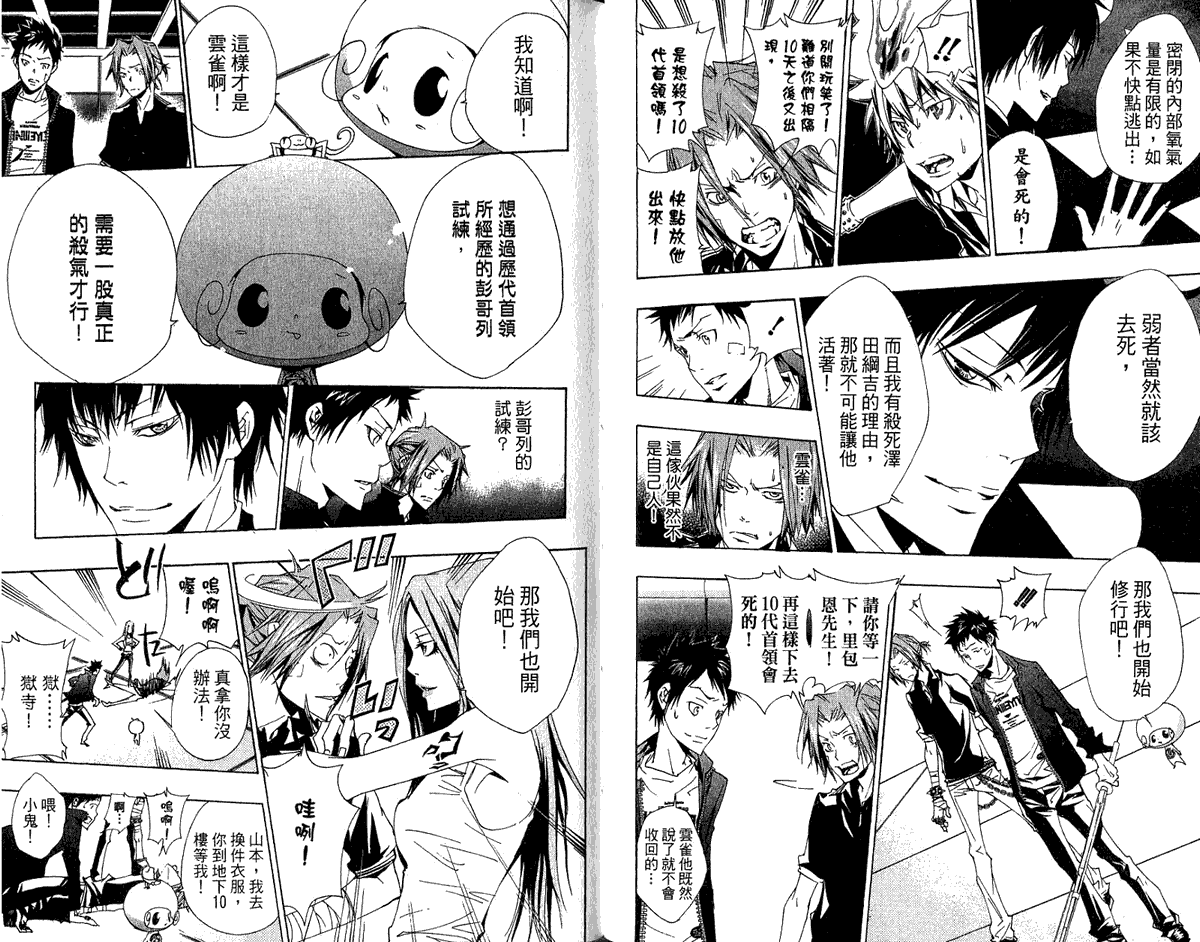 密閉的內部氧氣
量是有限的，如
果不快點逃出…
是會死的！
!!
別開玩笑了！
難道你們相隔
10天之後又出
現，
是想殺了10
代首領嗎！
快點放他
出來！
弱者當然就該
去死，
而且我有殺死澤
田綱吉的理由，
那就不可能讓他
活著！
!
雲雀…
這傢伙果然不
是自己人！
那我們也開始
修行吧！
!!
請你等一
下，里包
恩先生！
再這樣下去
10代首領會
死的！
雲雀他既然
說了就不會
收回的…
我知道啊！
這樣才是
雲雀啊！
想通過歷代首領
所經歷的彭哥列
試練，
需要一股真正
的殺氣才行！
彭哥列的
試練？
那我們也開
始吧！
ぐいっ
哇咧！
嗚啊啊
喔！
どた
真拿你沒
辦法！
獄……
獄寺！
山本，我去
換件衣服，
你到地下10
樓等我！
嗚啊！
啊…
喂！
小鬼！